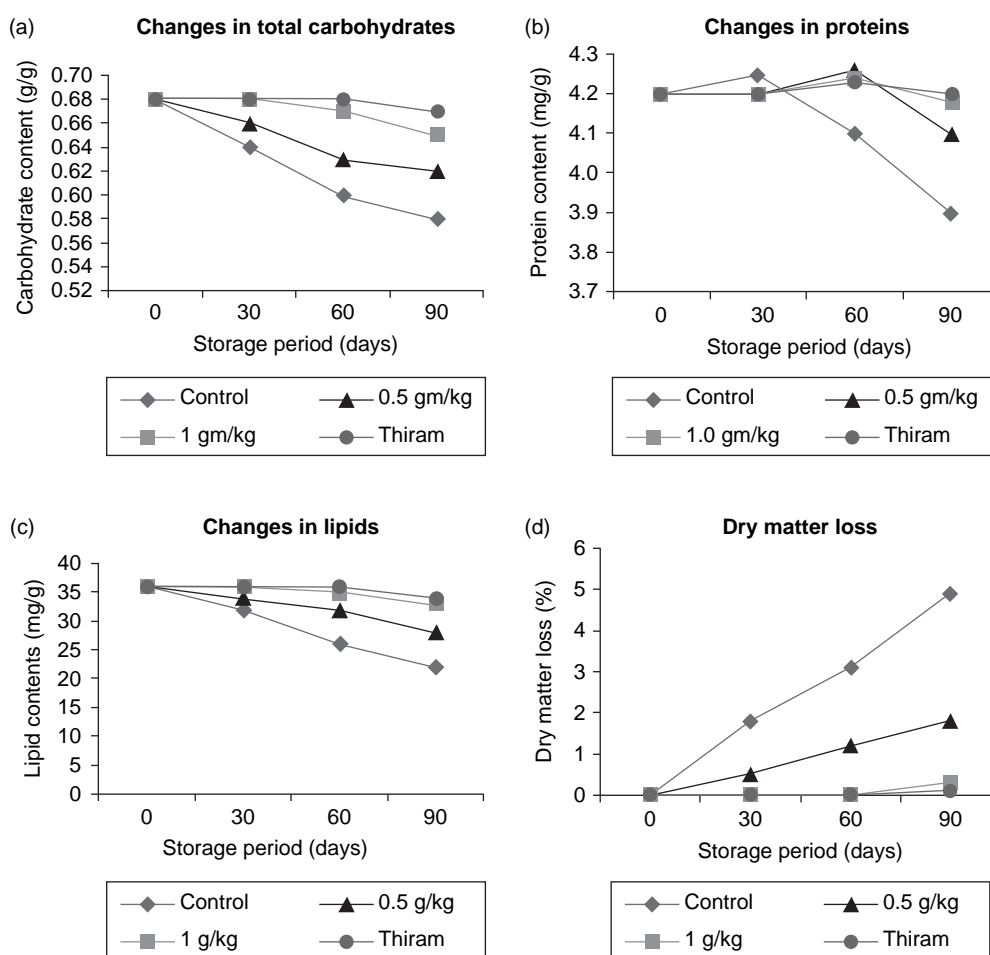 (a) Changes in total carbohydrates
Carbohydrate content (g/g)
0.70
0.68
0.66
0.64
0.62
0.60
0.58
0.56
0.54
0.52
0 30 60 90
Storage period (days)
Control 0.5 gm/kg
1 gm/kg Thiram
(b) Changes in proteins
Protein content (mg/g)
4.3
4.2
4.1
4.0
3.9
3.8
3.7
0 30 60 90
Storage period (days)
Control 0.5 gm/kg
1.0 gm/kg Thiram
(c) Changes in lipids
Lipid contents (mg/g)
40
35
30
25
20
15
10
5
0
0 30 60 90
Storage period (days)
Control 0.5 g/kg
1 g/kg Thiram
(d) Dry matter loss
Dry matter loss (%)
6
5
4
3
2
1
0
0 30 60 90
Storage period (days)
Control 0.5 g/kg
1 g/kg Thiram